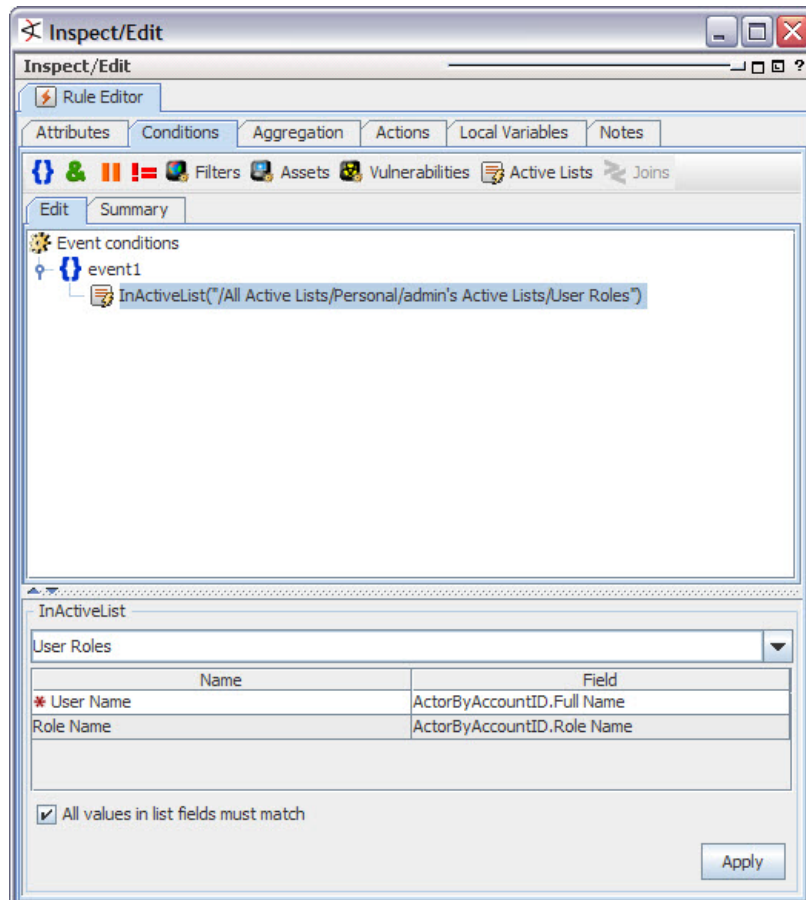 Inspect/Edit
Inspect/Edit ?
Rule Editor
Attributes Conditions Aggregation Actions Local Variables Notes
{} & != Filters Assets Vulnerabilities Active Lists Joins
Edit Summary
Event conditions
{} event1
InActiveList("/All Active Lists/Personal/admin's Active Lists/User Roles")
InActiveList
User Roles
Name Field
* User Name ActorByAccountID.Full Name
Role Name ActorByAccountID.Role Name
All values in list fields must match
Apply